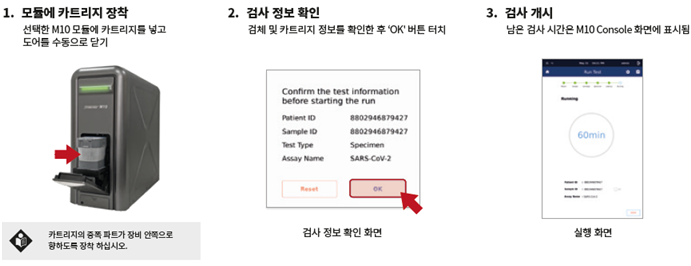 1. 모듈에 카트리지 장착
선택한 M10 모듈에 카트리지를 넣고
도어를 수동으로 닫기
카트리지의 증폭 파트가 장비 안쪽으로
향하도록 장착 하십시오.
2. 검사 정보 확인
검체 및 카트리지 정보를 확인한 후 'OK' 버튼 터치
Confirm the test information
before starting the run
Patient ID 8802946879427
Sample ID 8802946879427
Test Type Specimen
Assay Name SARS-CoV-2
Reset OK
검사 정보 확인 화면
3. 검사 개시
남은 검사 시간은 M10 Console 화면에 표시됨
Run Test
Running
60min
실행 화면